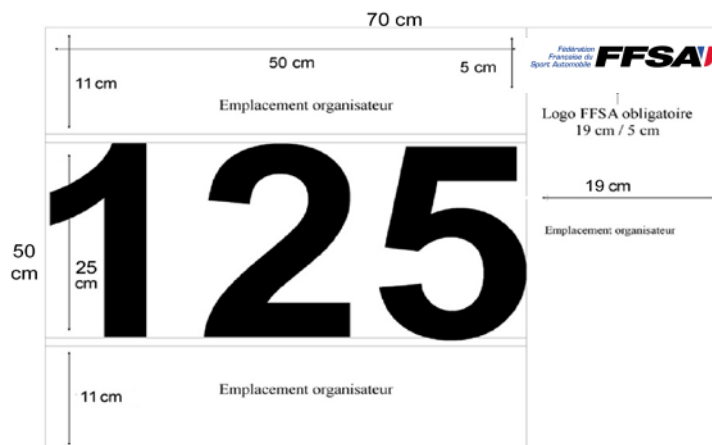 70 cm
50 cm
5 cm
Fédération
Française du
Sport Automobile
FFSA
11 cm
Emplacement organisateur
Logo FFSA obligatoire
19 cm / 5 cm
125
19 cm
Emplacement organisateur
50
cm
25
cm
11 cm
Emplacement organisateur